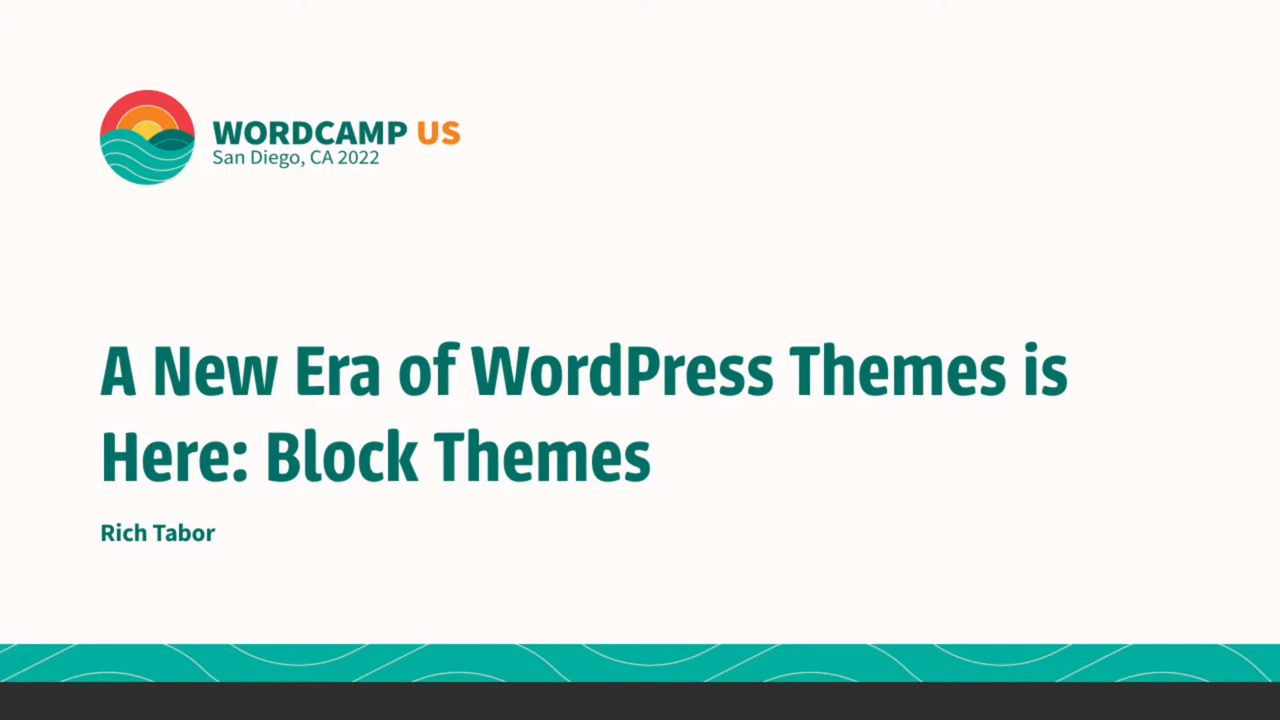 WORDCAMP US
San Diego, CA 2022
A New Era of WordPress Themes is
Here: Block Themes
Rich Tabor